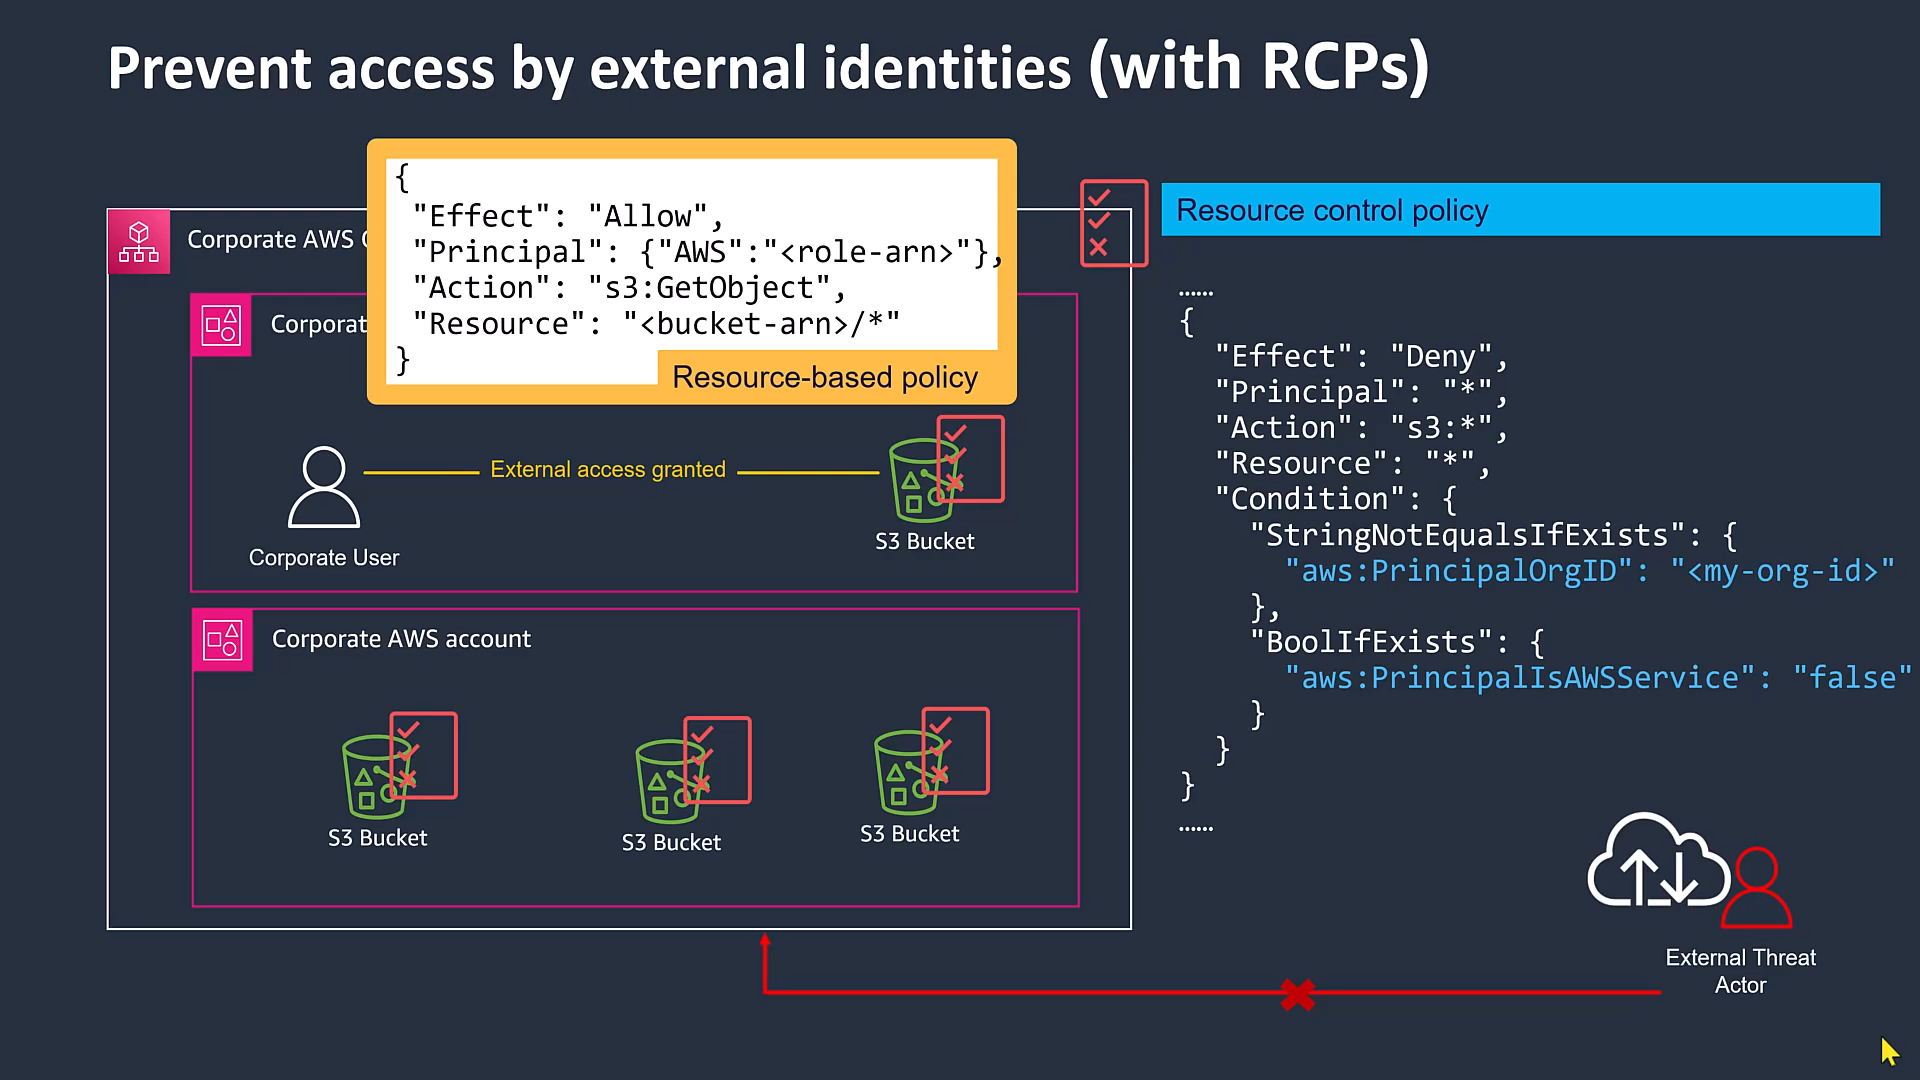 Prevent access by external identities (with RCPs)
{
"Effect": "Allow",
"Principal": {"AWS":"<role-arn>"},
"Action": "s3:GetObject",
"Resource": "<bucket-arn>/*"
}
Resource-based policy
Corporate AWS
Corporat
External access granted
Corporate User
S3 Bucket
Corporate AWS account
S3 Bucket
S3 Bucket
S3 Bucket
Resource control policy
……
{
"Effect": "Deny",
"Principal": "*",
"Action": "s3:*",
"Resource": "*",
"Condition": {
"StringNotEqualsIfExists": {
"aws:PrincipalOrgID": "<my-org-id>"
},
"BoolIfExists": {
"aws:PrincipalIsAWSService": "false"
}
}
}
……
External Threat
Actor